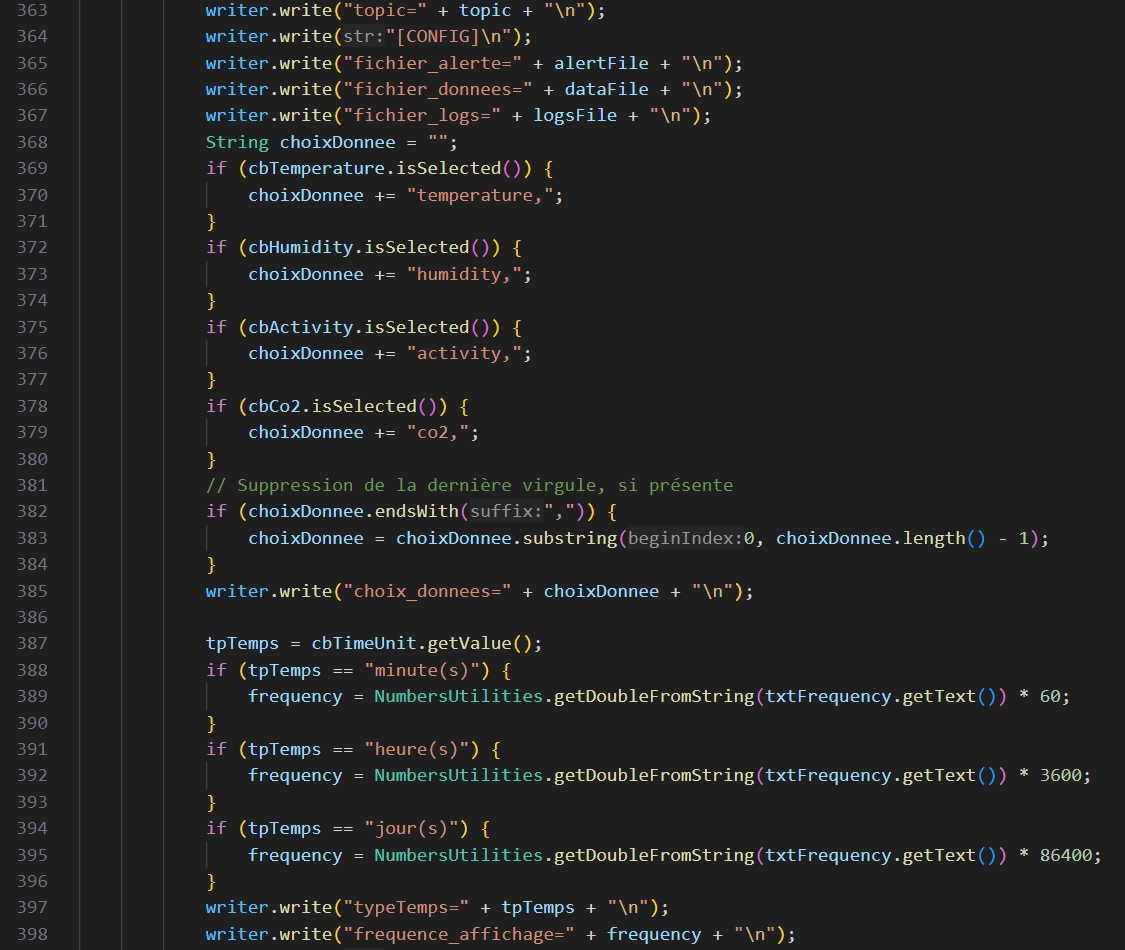 363 writer.write("topic=" + topic + "\n");
364 writer.write(str:"[CONFIG]\n");
365 writer.write("fichier_alerte=" + alertFile + "\n");
366 writer.write("fichier_donnees=" + dataFile + "\n");
367 writer.write("fichier_logs=" + logsFile + "\n");
368 String choixDonnee = "";
369 if (cbTemperature.isSelected()) {
370 choixDonnee += "temperature,";
371 }
372 if (cbHumidity.isSelected()) {
373 choixDonnee += "humidity,";
374 }
375 if (cbActivity.isSelected()) {
376 choixDonnee += "activity,";
377 }
378 if (cbCo2.isSelected()) {
379 choixDonnee += "co2,";
380 }
381 // Suppression de la dernière virgule, si présente
382 if (choixDonnee.endsWith(suffix:",")) {
383 choixDonnee = choixDonnee.substring(beginIndex:0, choixDonnee.length() - 1);
384 }
385 writer.write("choix_donnees=" + choixDonnee + "\n");
386
387 tpTemps = cbTimeUnit.getValue();
388 if (tpTemps == "minute(s)") {
389 frequency = NumbersUtilities.getDoubleFromString(txtFrequency.getText()) * 60;
390 }
391 if (tpTemps == "heure(s)") {
392 frequency = NumbersUtilities.getDoubleFromString(txtFrequency.getText()) * 3600;
393 }
394 if (tpTemps == "jour(s)") {
395 frequency = NumbersUtilities.getDoubleFromString(txtFrequency.getText()) * 86400;
396 }
397 writer.write("typeTemps=" + tpTemps + "\n");
398 writer.write("frequence_affichage=" + frequency + "\n");